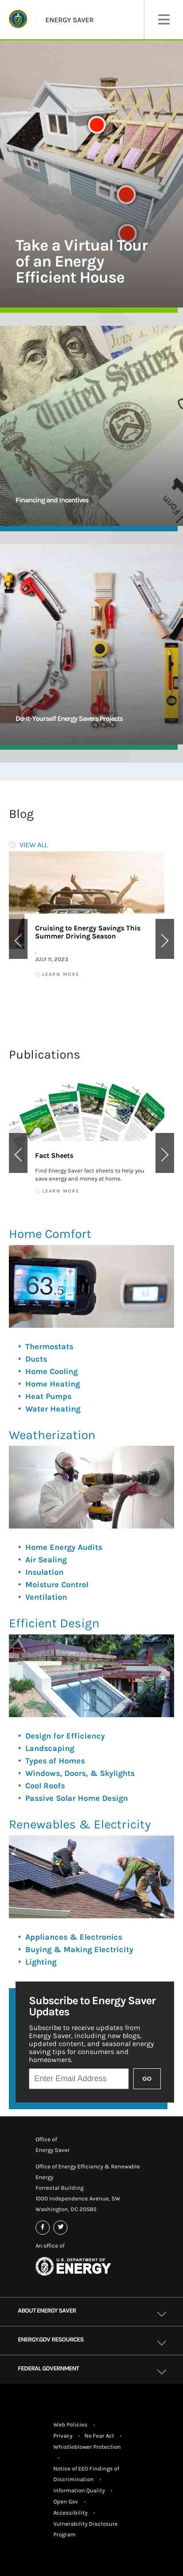 ENERGY SAVER
Take a Virtual Tour
of an Energy
Efficient House
Financing and Incentives
Do-It-Yourself Energy Savers Projects
Blog
VIEW ALL
Cruising to Energy Savings This
Summer Driving Season
JULY 11, 2023
LEARN MORE
Publications
Fact Sheets
Find Energy Saver fact sheets to help you
save energy and money at home.
LEARN MORE
Home Comfort
63.5
• Thermostats
• Ducts
• Home Cooling
• Home Heating
• Heat Pumps
• Water Heating
Weatherization
• Home Energy Audits
• Air Sealing
• Insulation
• Moisture Control
• Ventilation
Efficient Design
• Design for Efficiency
• Landscaping
• Types of Homes
• Windows, Doors, & Skylights
• Cool Roofs
• Passive Solar Home Design
Renewables & Electricity
• Appliances & Electronics
• Buying & Making Electricity
• Lighting
Subscribe to Energy Saver
Updates
Subscribe to receive updates from
Energy Saver, including new blogs,
updated content, and seasonal energy
saving tips for consumers and
homeowners.
Enter Email Address
GO
Office of
Energy Saver
Office of Energy Efficiency & Renewable
Energy
Forrestal Building
1000 Independence Avenue, SW
Washington, DC 20585
An office of
U.S. DEPARTMENT OF
ENERGY
ABOUT ENERGY SAVER
ENERGY.GOV RESOURCES
FEDERAL GOVERNMENT
Web Policies •
Privacy • No Fear Act •
Whistleblower Protection
•
Notice of EEO Findings of
Discrimination •
Information Quality •
Open Gov •
Accessibility •
Vulnerability Disclosure
Program